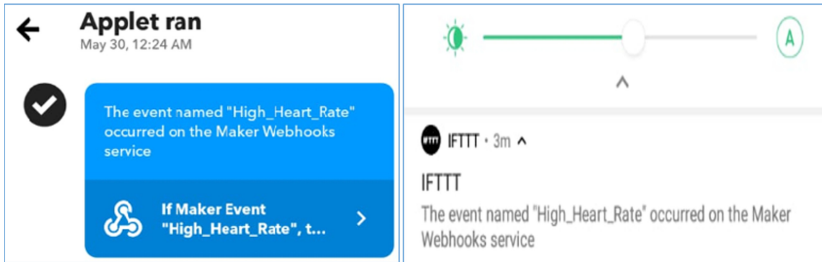 Applet ran
May 30, 12:24 AM
The event named "High_Heart_Rate"
occurred on the Maker Webhooks
service
If Maker Event
"High_Heart_Rate", t...
A
IFTTT
IFTTT • 3m
IFTTT
The event named "High_Heart_Rate" occurred on the Maker
Webhooks service